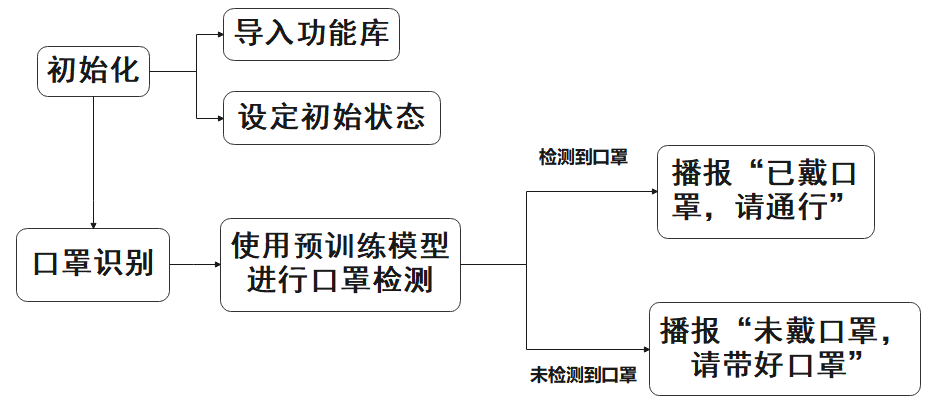 导入功能库
初始化
设定初始状态
检测到口罩
播报“已戴口
罩，请通行”
口罩识别
使用预训练模型
进行口罩检测
播报“未戴口罩，
请带好口罩”
未检测到口罩